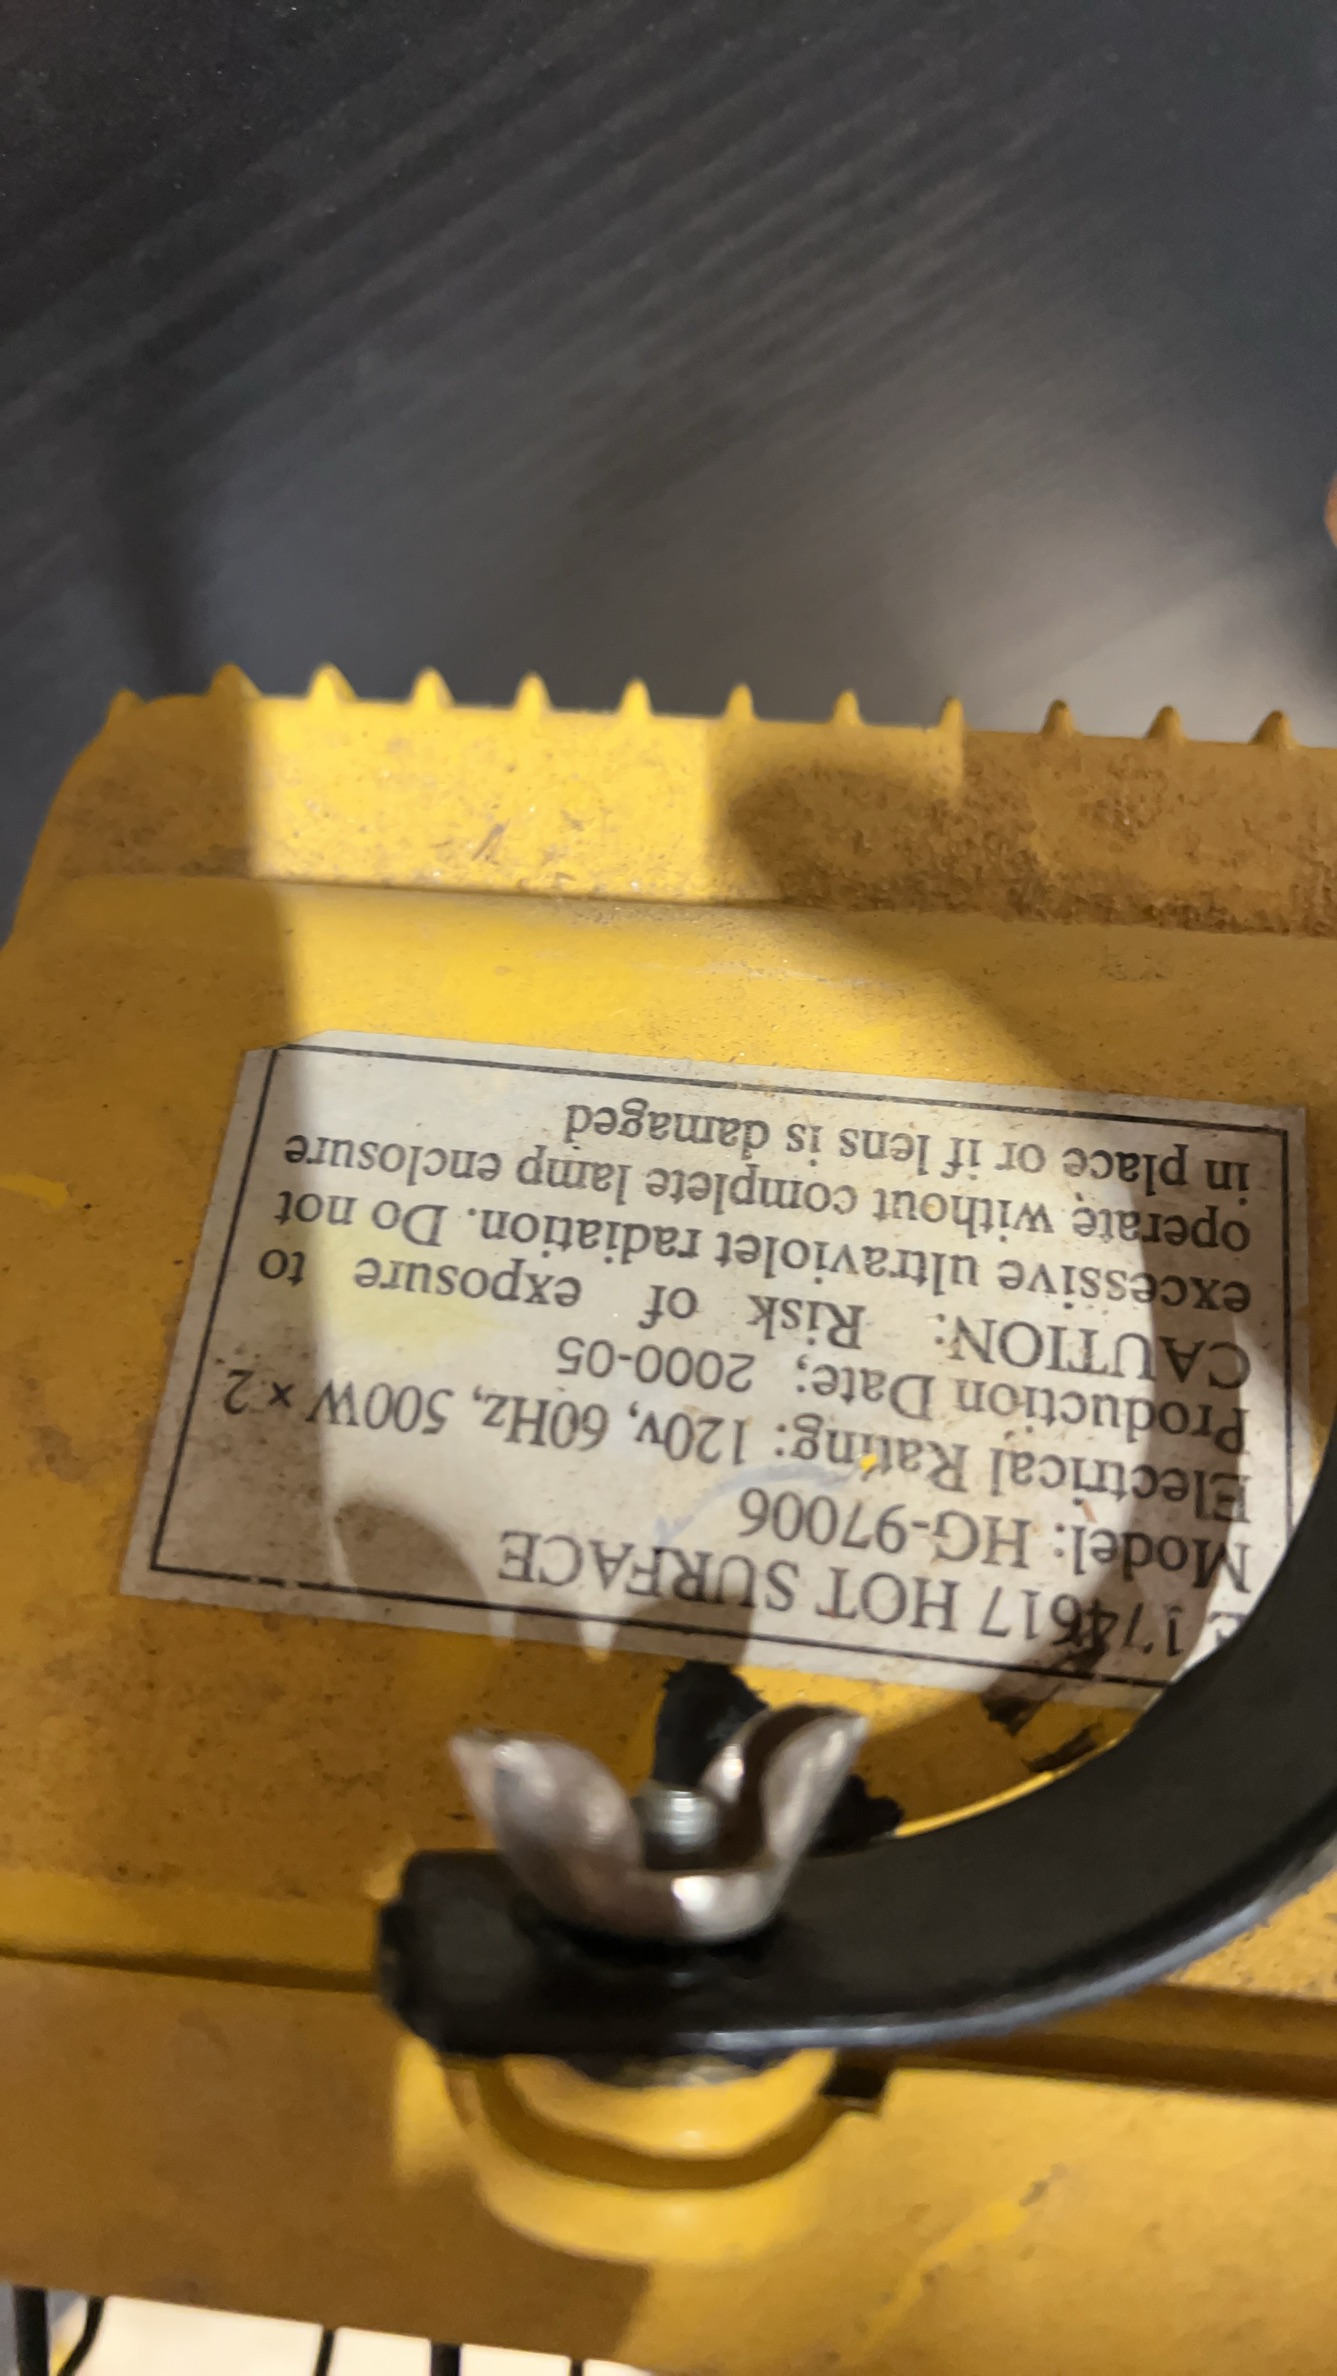 174617 HOT SURFACE
Model: HG-97006
Electrical Rating: 120v, 60Hz, 500W × 2
Production Date: 2000-05
CAUTION: Risk of exposure to
excessive ultraviolet radiation. Do not
operate without complete lamp enclosure
in place or if lens is damaged